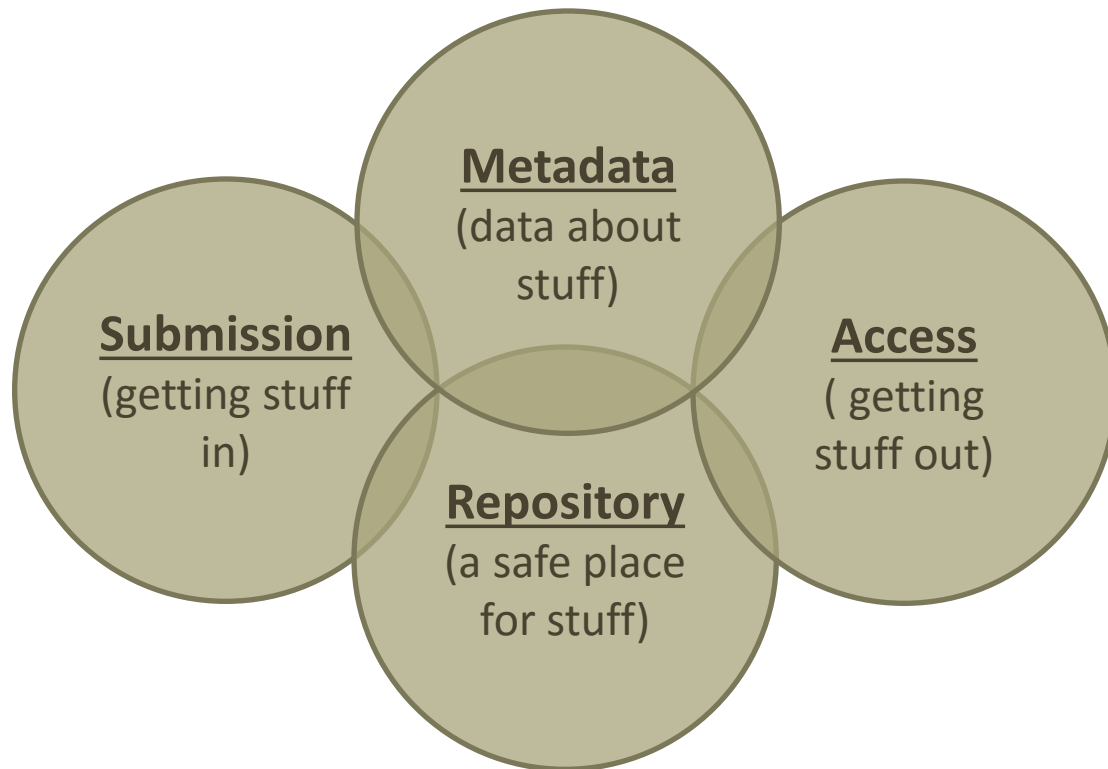 Metadata
(data about
stuff)
Submission
(getting stuff
in)
Access
( getting
stuff out)
Repository
(a safe place
for stuff)